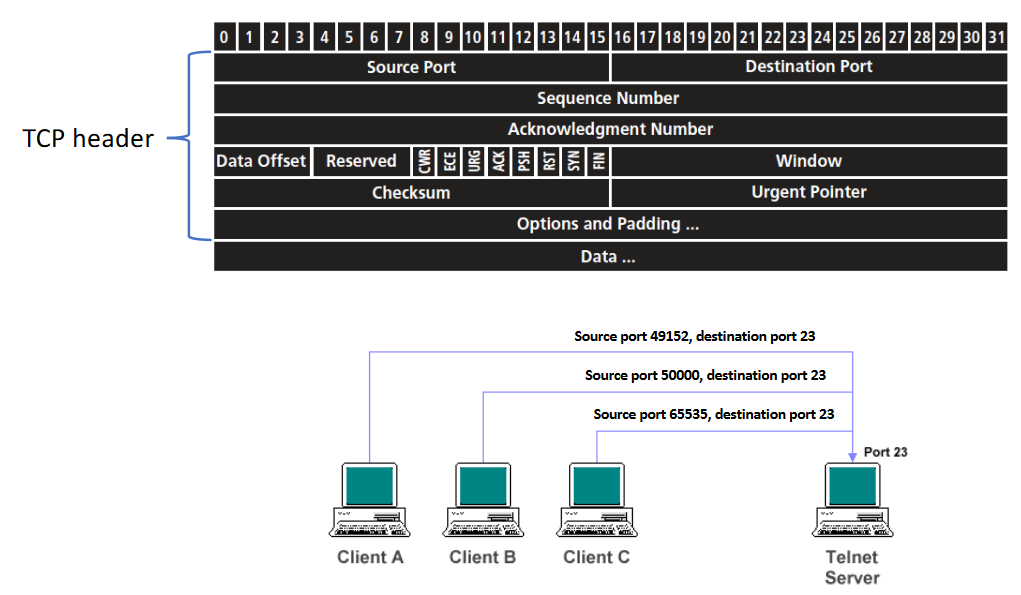 0 1 2 3 4 5 6 7 8 9 10 11 12 13 14 15 16 17 18 19 20 21 22 23 24 25 26 27 28 29 30 31
Source Port Destination Port
Sequence Number
TCP header
Acknowledgment Number
Data Offset Reserved CWR ECE URG ACK PSH RST SYN FIN Window
Checksum Urgent Pointer
Options and Padding ...
Data ...
Source port 49152, destination port 23
Source port 50000, destination port 23
Source port 65535, destination port 23
Port 23
Client A Client B Client C Telnet
Server